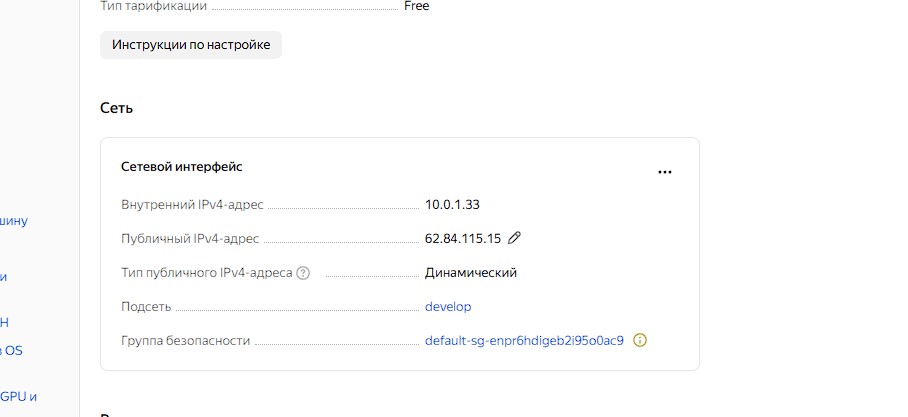 Тип тарификации Free
Инструкции по настройке
Сеть
Сетевой интерфейс
...
Внутренний IPv4-адрес 10.0.1.33
шину
Публичный IPv4-адрес 62.84.115.15
Тип публичного IPv4-адреса ? Динамический
и
Подсеть develop
Н
Группа безопасности default-sg-enpr6hdigeb2i95o0ac9
в OS
GPU и